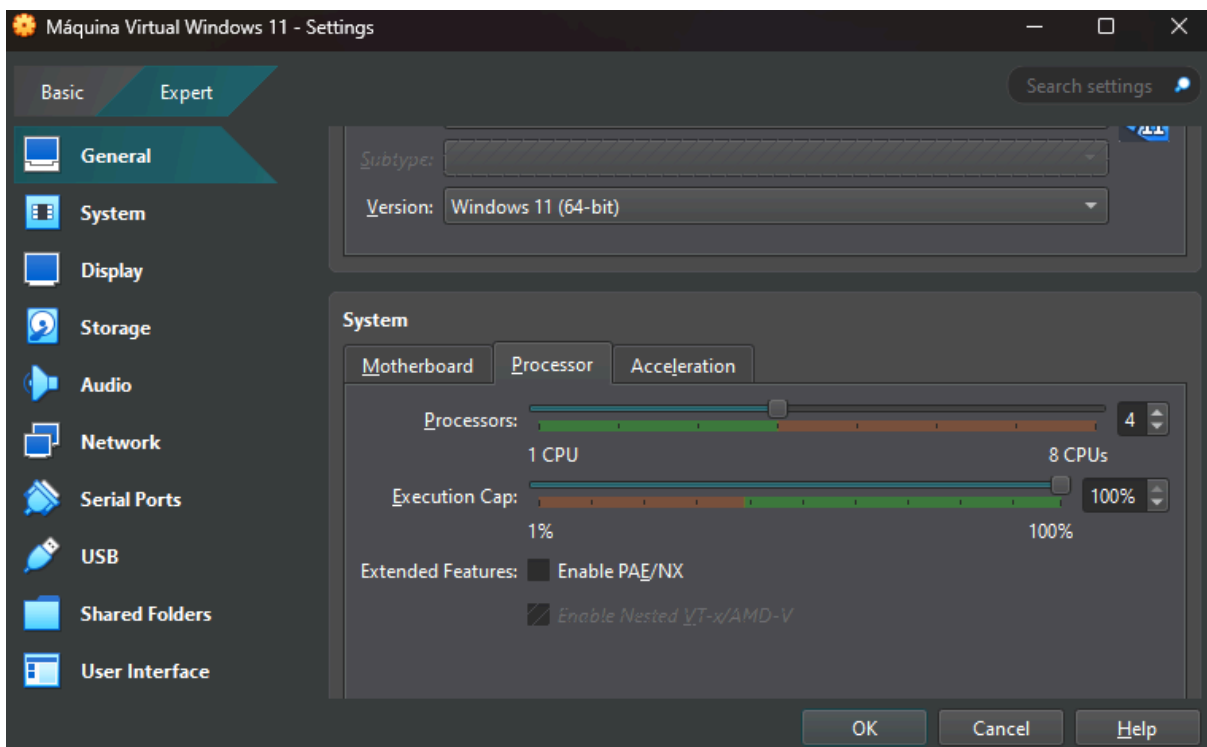 Máquina Virtual Windows 11 - Settings
Basic
Expert
Search settings
General
System
Display
Storage
Audio
Network
Serial Ports
USB
Shared Folders
User Interface
11
Subtype:
Version: Windows 11 (64-bit)
System
Motherboard Processor Acceleration
Processors: 4
1 CPU 8 CPUs
Execution Cap: 100%
1% 100%
Extended Features: Enable PAE/NX
Enable Nested VT-x/AMD-V
OK Cancel Help